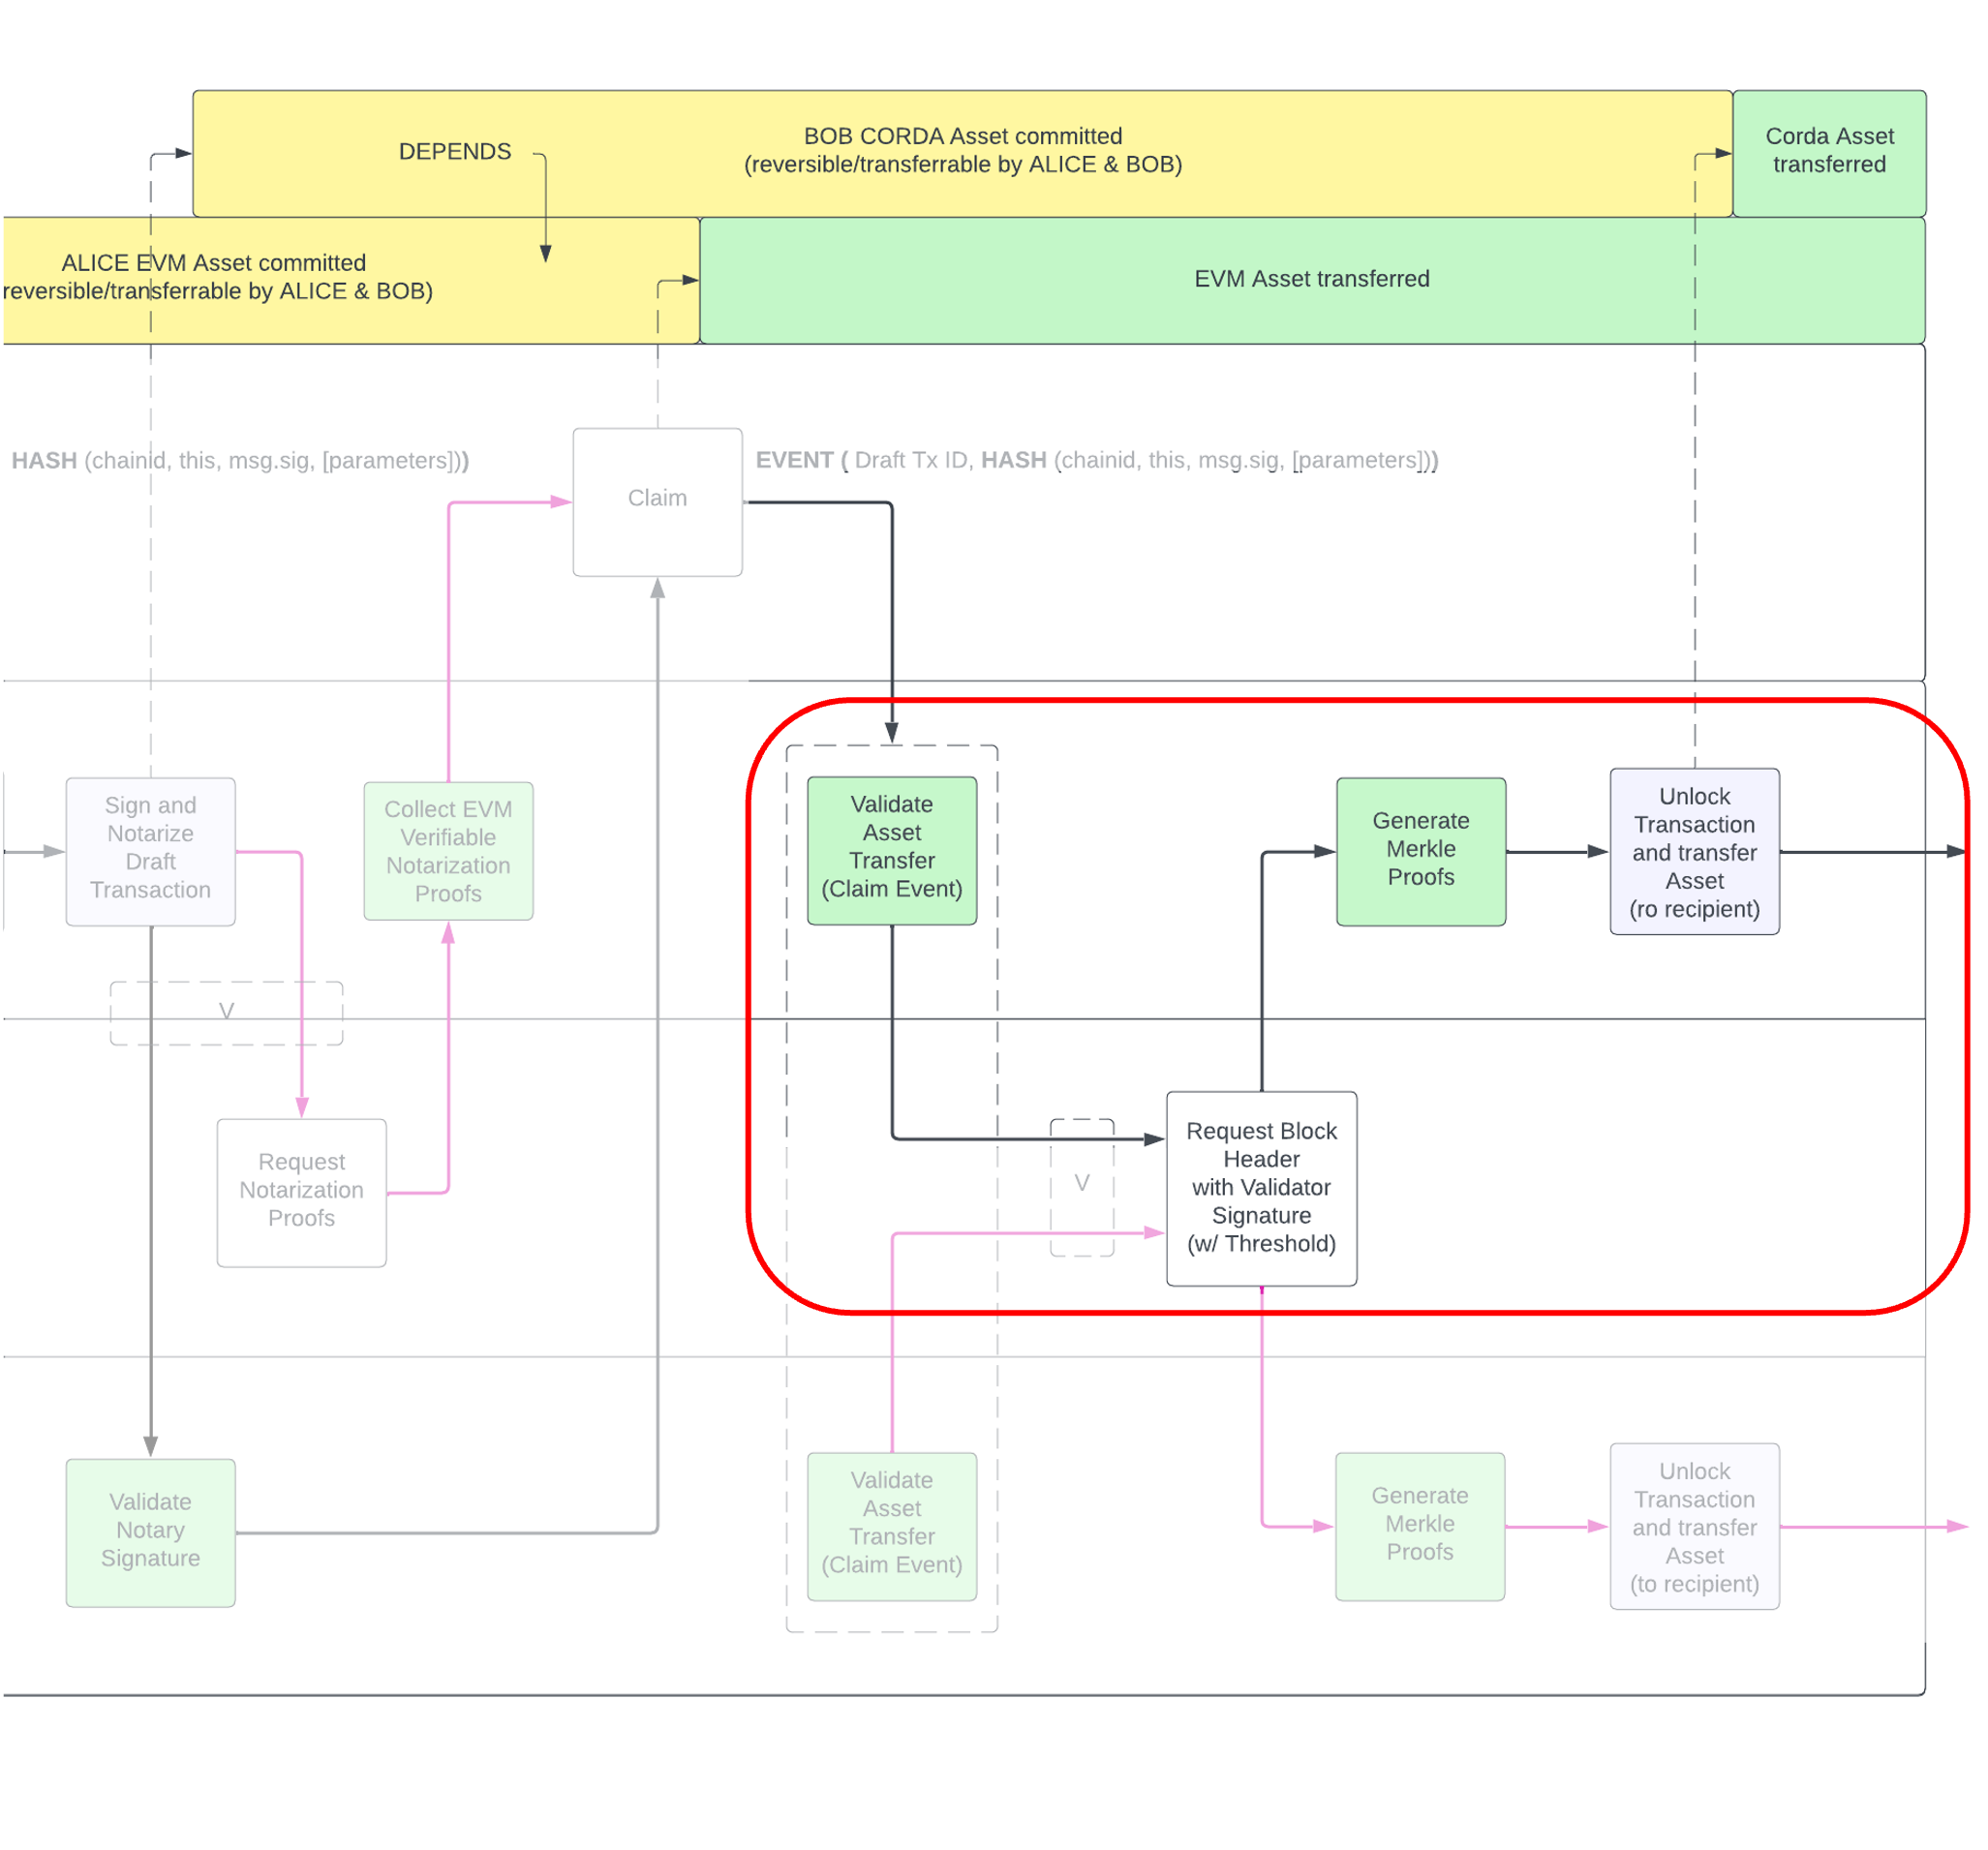 DEPENDS
BOB CORDA Asset committed
(reversible/transferrable by ALICE & BOB)
Corda Asset
transferred
ALICE EVM Asset committed
reversible/transferrable by ALICE & BOB)
EVM Asset transferred
HASH (chainid, this, msg.sig, [parameters]))
Claim
EVENT ( Draft Tx ID, HASH (chainid, this, msg.sig, [parameters]))
Sign and
Notarize
Draft
Transaction
Collect EVM
Verifiable
Notarization
Proofs
Validate
Asset
Transfer
(Claim Event)
Generate
Merkle
Proofs
Unlock
Transaction
and transfer
Asset
(ro recipient)
V
Request
Notarization
Proofs
V
Request Block
Header
with Validator
Signature
(w/ Threshold)
Validate
Notary
Signature
Validate
Asset
Transfer
(Claim Event)
Generate
Merkle
Proofs
Unlock
Transaction
and transfer
Asset
(to recipient)